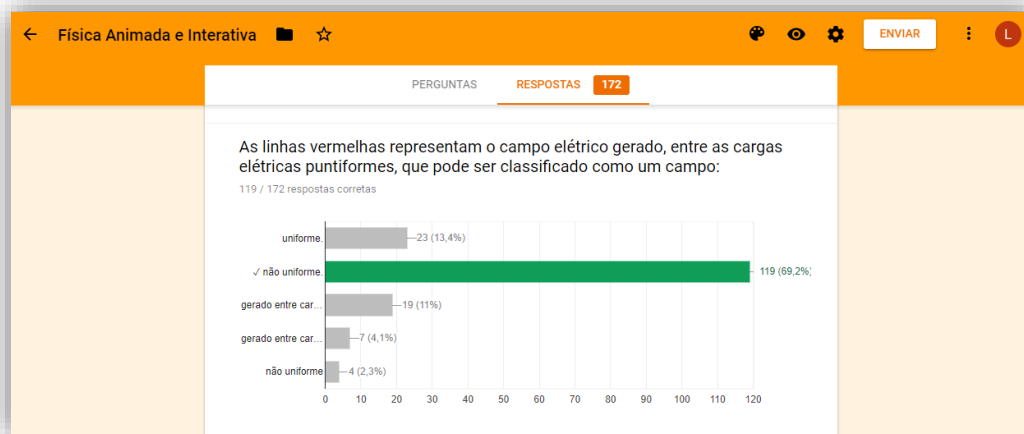 Física Animada e Interativa
ENVIAR
L
PERGUNTAS RESPOSTAS 172
As linhas vermelhas representam o campo elétrico gerado, entre as cargas
elétricas puntiformes, que pode ser classificado como um campo:
119 / 172 respostas corretas
uniforme. 23 (13,4%)
✓ não uniforme. 119 (69,2%
gerado entre car... 19 (11%)
gerado entre car... 7 (4,1%)
não uniforme 4 (2,3%)
0 10 20 30 40 50 60 70 80 90 100 110 120